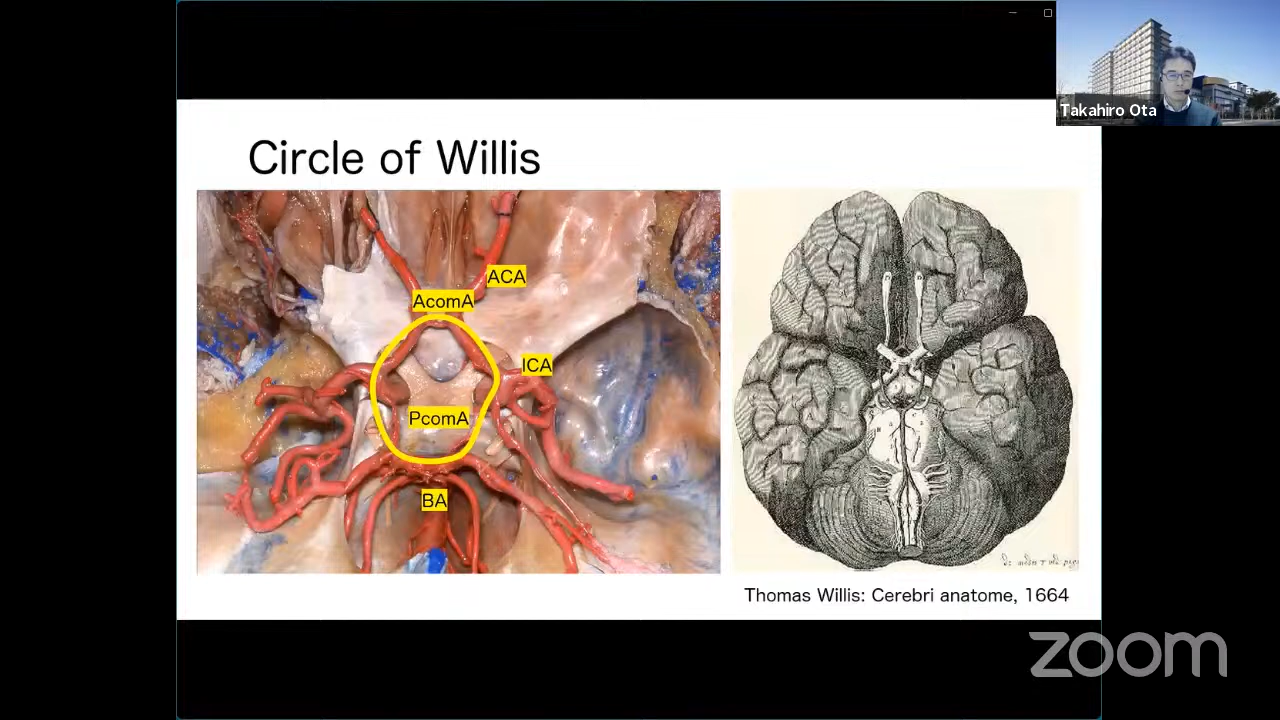 Takahiro Ota
Circle of Willis
ACA
AcomA
ICA
PcomA
BA
Thomas Willis: Cerebri anatome, 1664
zoom